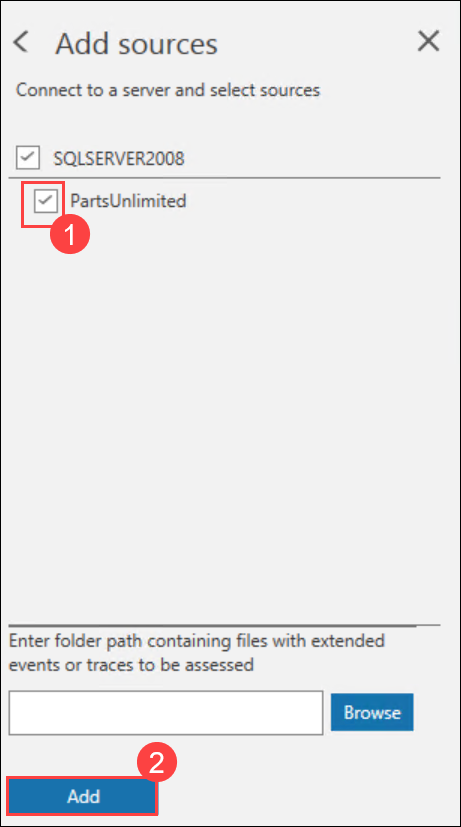 Add sources
Connect to a server and select sources
SQLSERVER2008
PartsUnlimited
1
Enter folder path containing files with extended
events or traces to be assessed
Browse
2
Add